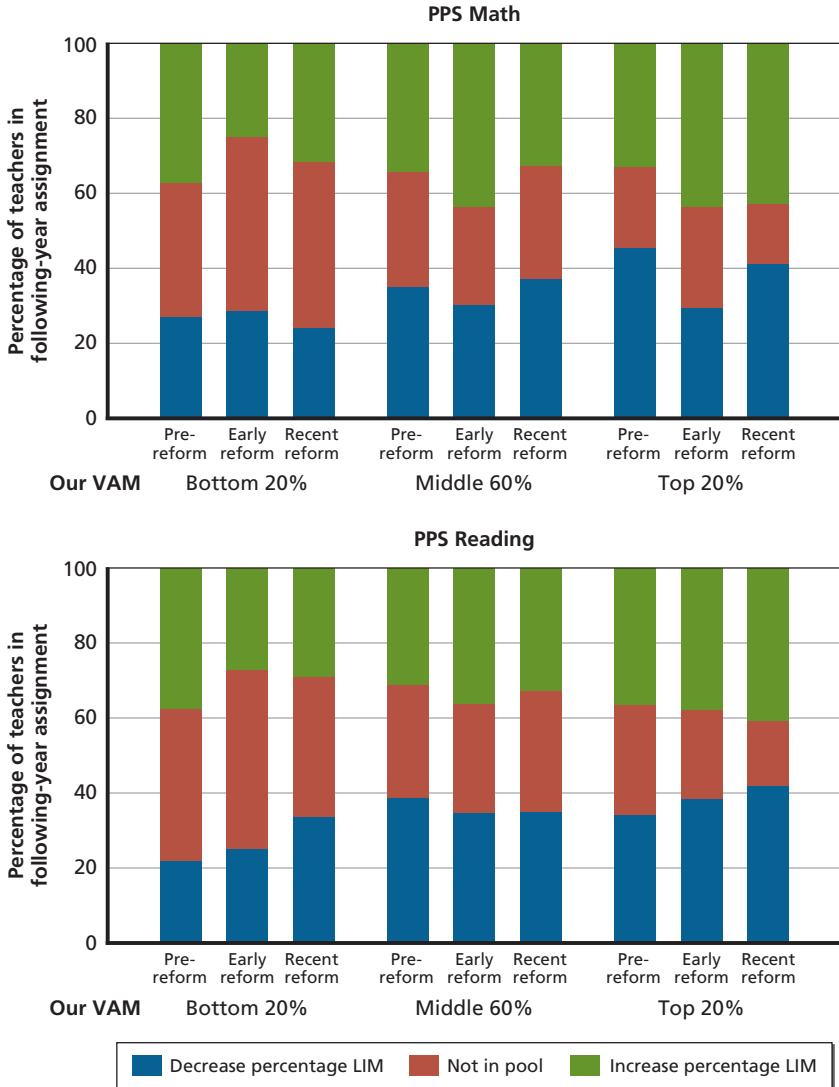 PPS Math
Percentage of teachers in
following-year assignment
100
80
60
40
20
0
Pre-
reform
Early
reform
Recent
reform
Pre-
reform
Early
reform
Recent
reform
Pre-
reform
Early
reform
Recent
reform
Our VAM Bottom 20% Middle 60% Top 20%
PPS Reading
Percentage of teachers in
following-year assignment
100
80
60
40
20
0
Pre-
reform
Early
reform
Recent
reform
Pre-
reform
Early
reform
Recent
reform
Pre-
reform
Early
reform
Recent
reform
Our VAM Bottom 20% Middle 60% Top 20%
Decrease percentage LIM Not in pool Increase percentage LIM